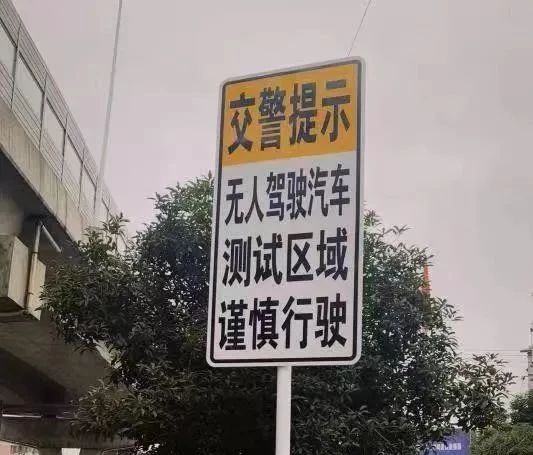 交警提示
无人驾驶汽车
测试区域
谨慎行驶